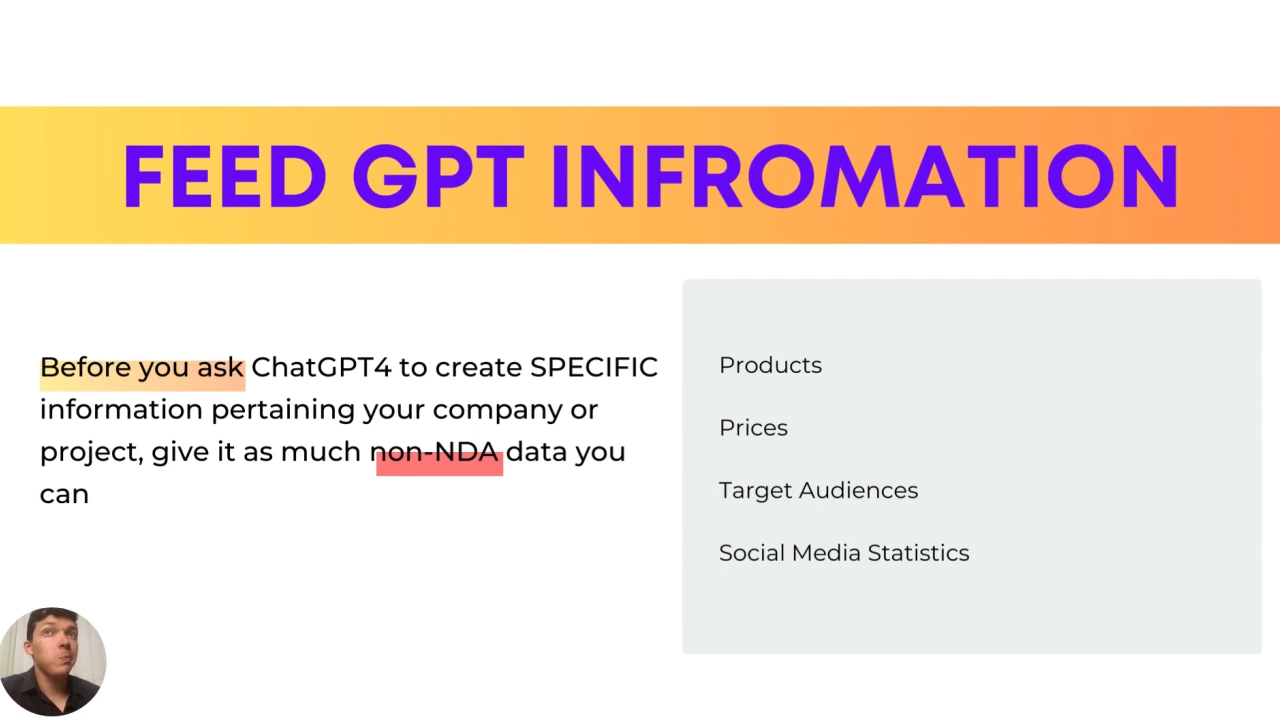 FEED GPT INFROMATION
Before you ask ChatGPT4 to create SPECIFIC
information pertaining your company or
project, give it as much non-NDA data you
can
Products
Prices
Target Audiences
Social Media Statistics